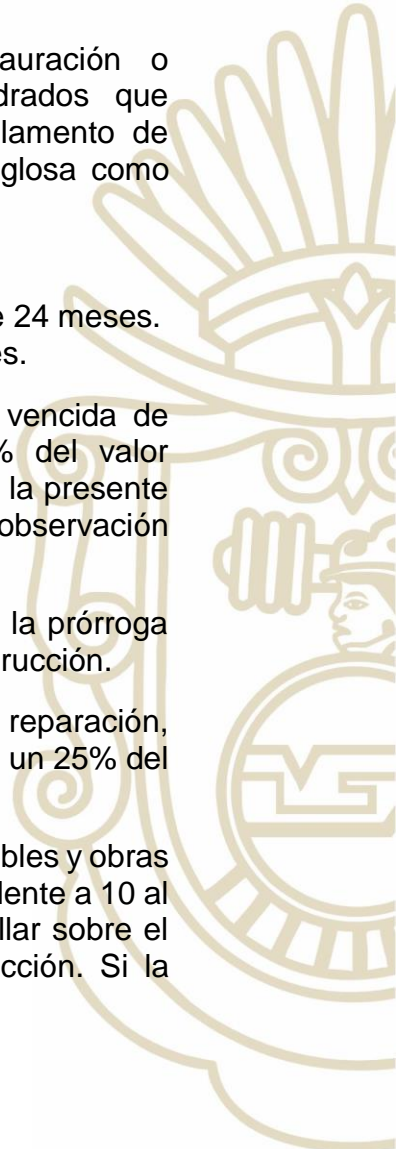 auración o
drados que
lamento de
glosa como
e 24 meses.
es.
vencida de
% del valor
la presente
observación
la prórroga
rucción.
reparación,
un 25% del
bles y obras
lente a 10 al
llar sobre el
cción. Si la